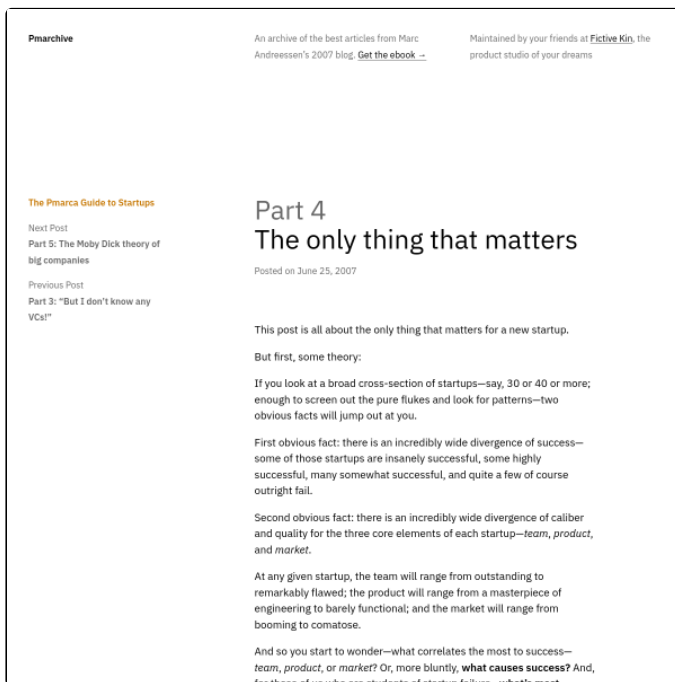 Pmarchive
An archive of the best articles from Marc
Andreessen's 2007 blog. Get the ebook →
Maintained by your friends at Fictive Kin, the
product studio of your dreams
The Pmarca Guide to Startups
Next Post
Part 5: The Moby Dick theory of
big companies
Previous Post
Part 3: “But I don’t know any
VCs!”
Part 4
The only thing that matters
Posted on June 25, 2007
This post is all about the only thing that matters for a new startup.
But first, some theory:
If you look at a broad cross-section of startups—say, 30 or 40 or more;
enough to screen out the pure flukes and look for patterns—two
obvious facts will jump out at you.
First obvious fact: there is an incredibly wide divergence of success—
some of those startups are insanely successful, some highly
successful, many somewhat successful, and quite a few of course
outright fail.
Second obvious fact: there is an incredibly wide divergence of caliber
and quality for the three core elements of each startup—team, product,
and market.
At any given startup, the team will range from outstanding to
remarkably flawed; the product will range from a masterpiece of
engineering to barely functional; and the market will range from
booming to comatose.
And so you start to wonder—what correlates the most to success—
team, product, or market? Or, more bluntly, what causes success? And,